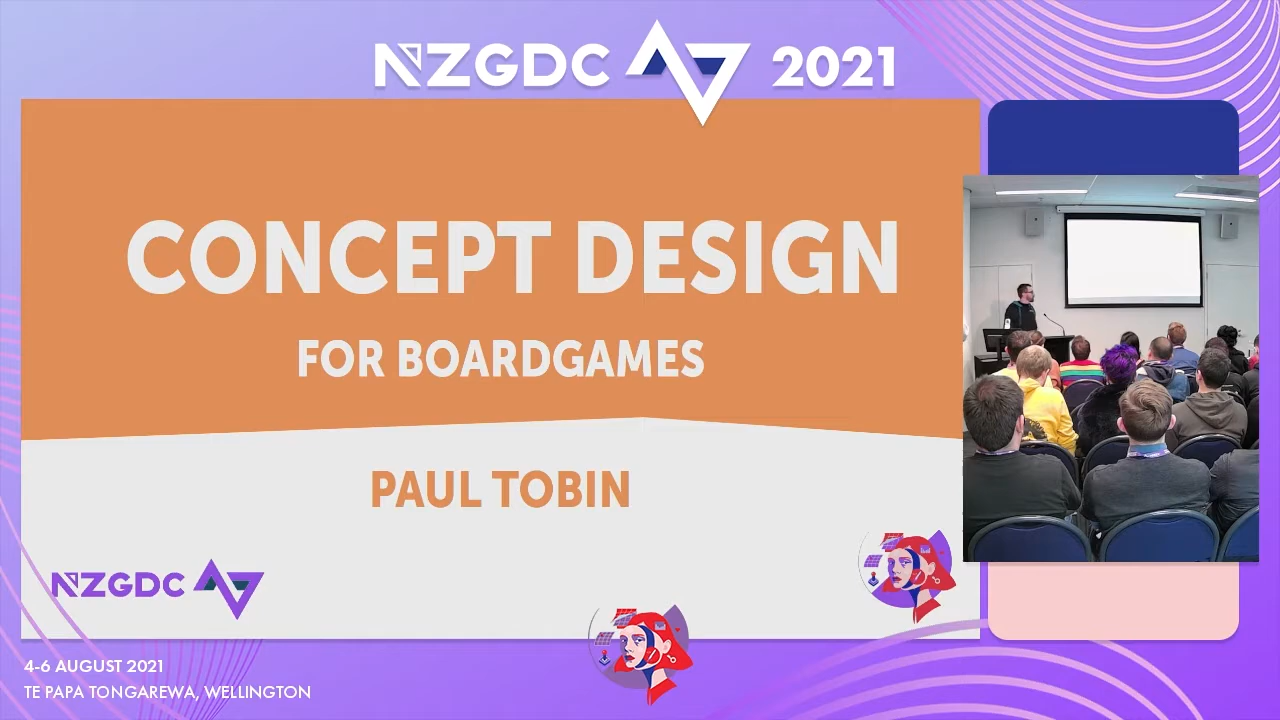 NZGDC 2021
CONCEPT DESIGN
FOR BOARDGAMES
PAUL TOBIN
NZGDC
4-6 AUGUST 2021
TE PAPA TONGAREWA, WELLINGTON